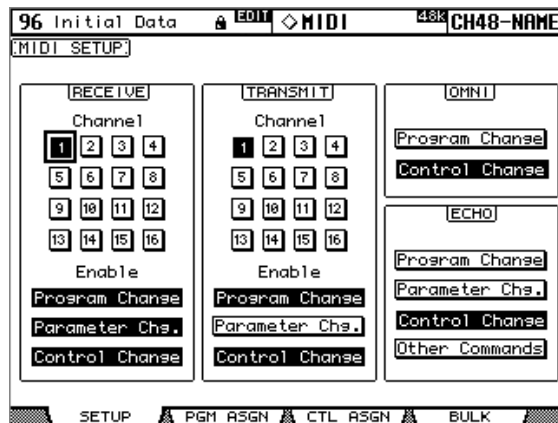 96 Initial Data EDIT ◇MIDI 48K CH48-NAME
MIDI SETUP
RECEIVE
Channel
1 2 3 4
5 6 7 8
9 10 11 12
13 14 15 16
Enable
Program Change
Parameter Chg.
Control Change
TRANSMIT
Channel
1 2 3 4
5 6 7 8
9 10 11 12
13 14 15 16
Enable
Program Change
Parameter Chg.
Control Change
OMNI
Program Change
Control Change
ECHO
Program Change
Parameter Chg.
Control Change
Other Commands
SETUP PGM ASGN CTL ASGN BULK